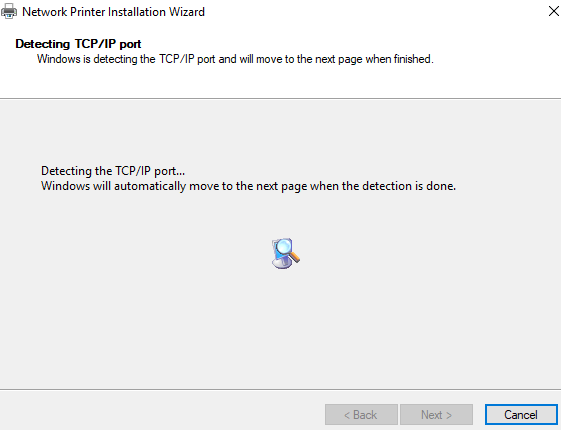 Network Printer Installation Wizard
Detecting TCP/IP port
Windows is detecting the TCP/IP port and will move to the next page when finished.
Detecting the TCP/IP port...
Windows will automatically move to the next page when the detection is done.
< Back Next > Cancel